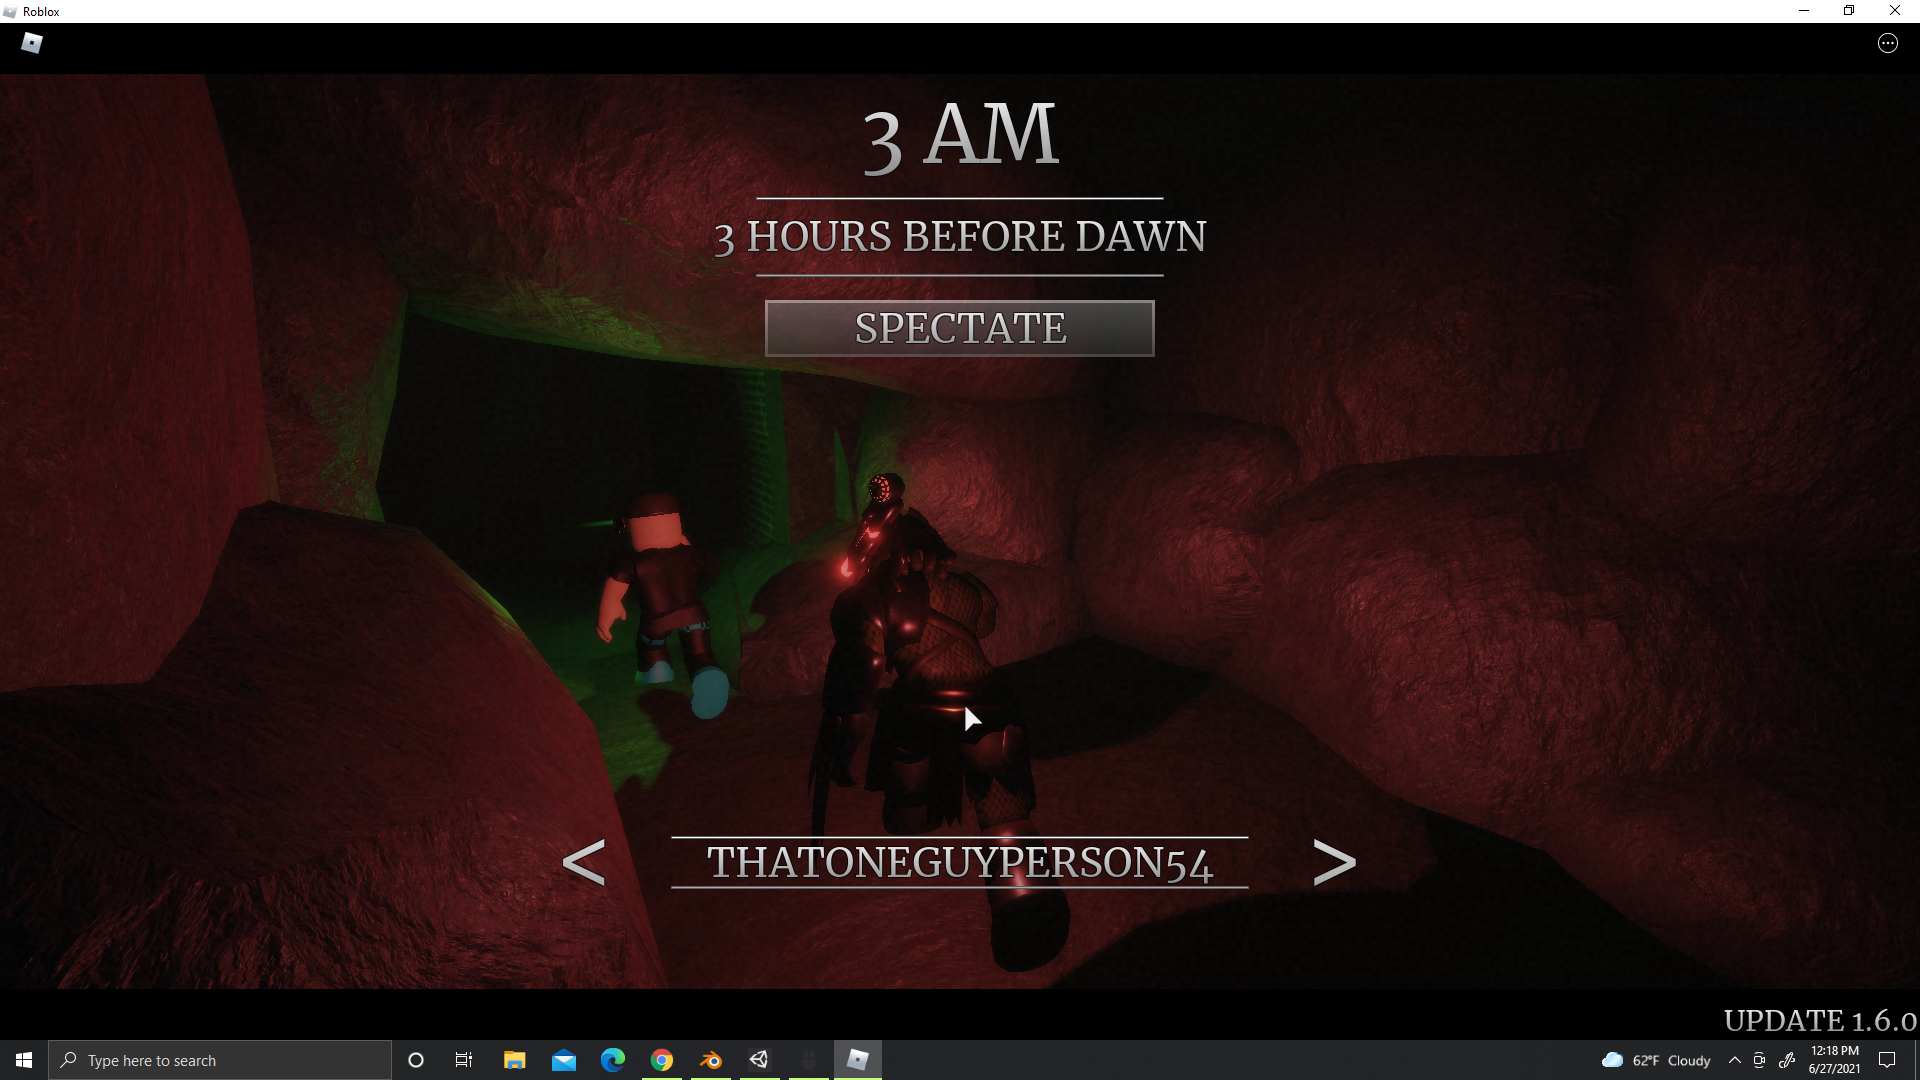 Roblox
3 AM
3 HOURS BEFORE DAWN
SPECTATE
< THATONEGUYPERSON54 >
UPDATE 1.6.0
Type here to search
62°F Cloudy
12:18 PM
6/27/2021